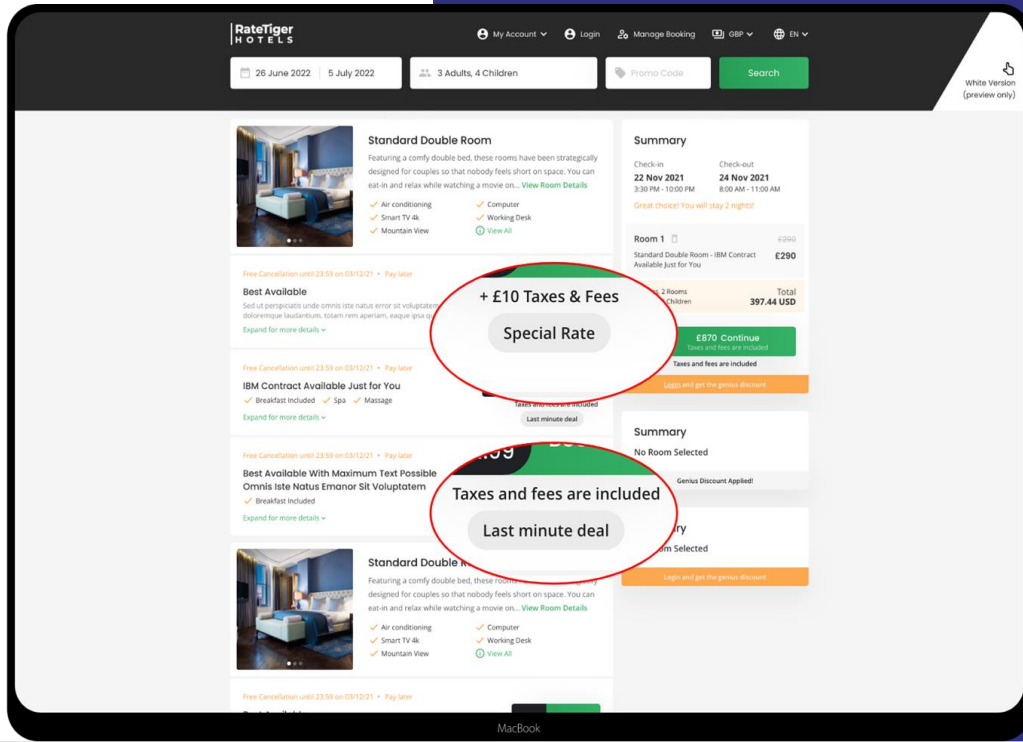 RateTiger
HOTELS
My Account
Login
Manage Booking
GBP
EN
26 June 2022
5 July 2022
3 Adults, 4 Children
Promo Code
Search
White Version
(preview only)
Standard Double Room
Featuring a comfy double bed, these rooms have been strategically
designed for couples so that nobody feels short on space. You can
eat-in and relax while watching a movie on... View Room Details
Air conditioning
Computer
Smart TV 4k
Working Desk
Mountain View
View All
Free Cancellation until 23:59 on 03/12/21 • Pay later
Best Available
Sed ut perspiciatis unde omnis iste natus error sit voluptatem
doloremque laudantium, totam rem aperiam, eaque ipsa
Expand for more details
+ £10 Taxes & Fees
Special Rate
Free Cancellation until 23:59 on 03/12/21 • Pay later
IBM Contract Available Just for You
Breakfast Included
Spa
Massage
Expand for more details
Taxes and fees are included
Last minute deal
Free Cancellation until 23:59 on 03/12/21 • Pay later
Best Available With Maximum Text Possible
Omnis Iste Natus Emanor Sit Voluptatem
Breakfast Included
Expand for more details
.99
Taxes and fees are included
Last minute deal
Standard Double
Featuring a comfy double bed, these
designed for couples so that nobody feels short on space. You can
eat-in and relax while watching a movie on... View Room Details
Air conditioning
Computer
Smart TV 4k
Working Desk
Mountain View
View All
Free Cancellation until 23:59 on 03/12/21 • Pay later
Summary
Check-in
Check-out
22 Nov 2021
24 Nov 2021
3:30 PM - 10:00 PM
8:00 AM - 11:00 AM
Great choice! You will stay 2 nights!
Room 1
£290
Standard Double Room - IBM Contract
Available Just for You
£290
2 Rooms
Children
Total
397.44 USD
£870 Continue
Taxes and fees are included
Taxes and fees are included
Login and get the genius discount
Summary
No Room Selected
Genius Discount Applied!
Selected
Login and get the genius discount
MacBook